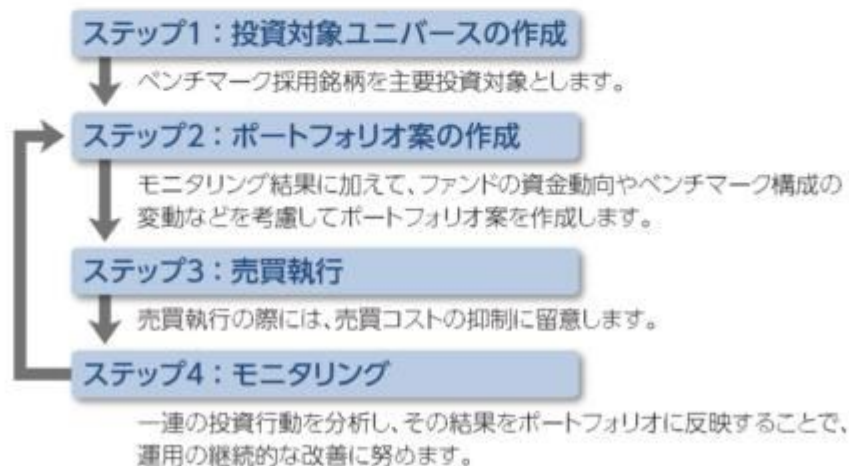 ステップ1：投資対象ユニバースの作成
ベンチマーク採用銘柄を主要投資対象とします。
ステップ2：ポートフォリオ案の作成
モニタリング結果に加えて、ファンドの資金動向やベンチマーク構成の
変動などを考慮してポートフォリオ案を作成します。
ステップ3：売買執行
売買執行の際には、売買コストの抑制に留意します。
ステップ4：モニタリング
一連の投資行動を分析し、その結果をポートフォリオに反映することで、
運用の継続的な改善に努めます。